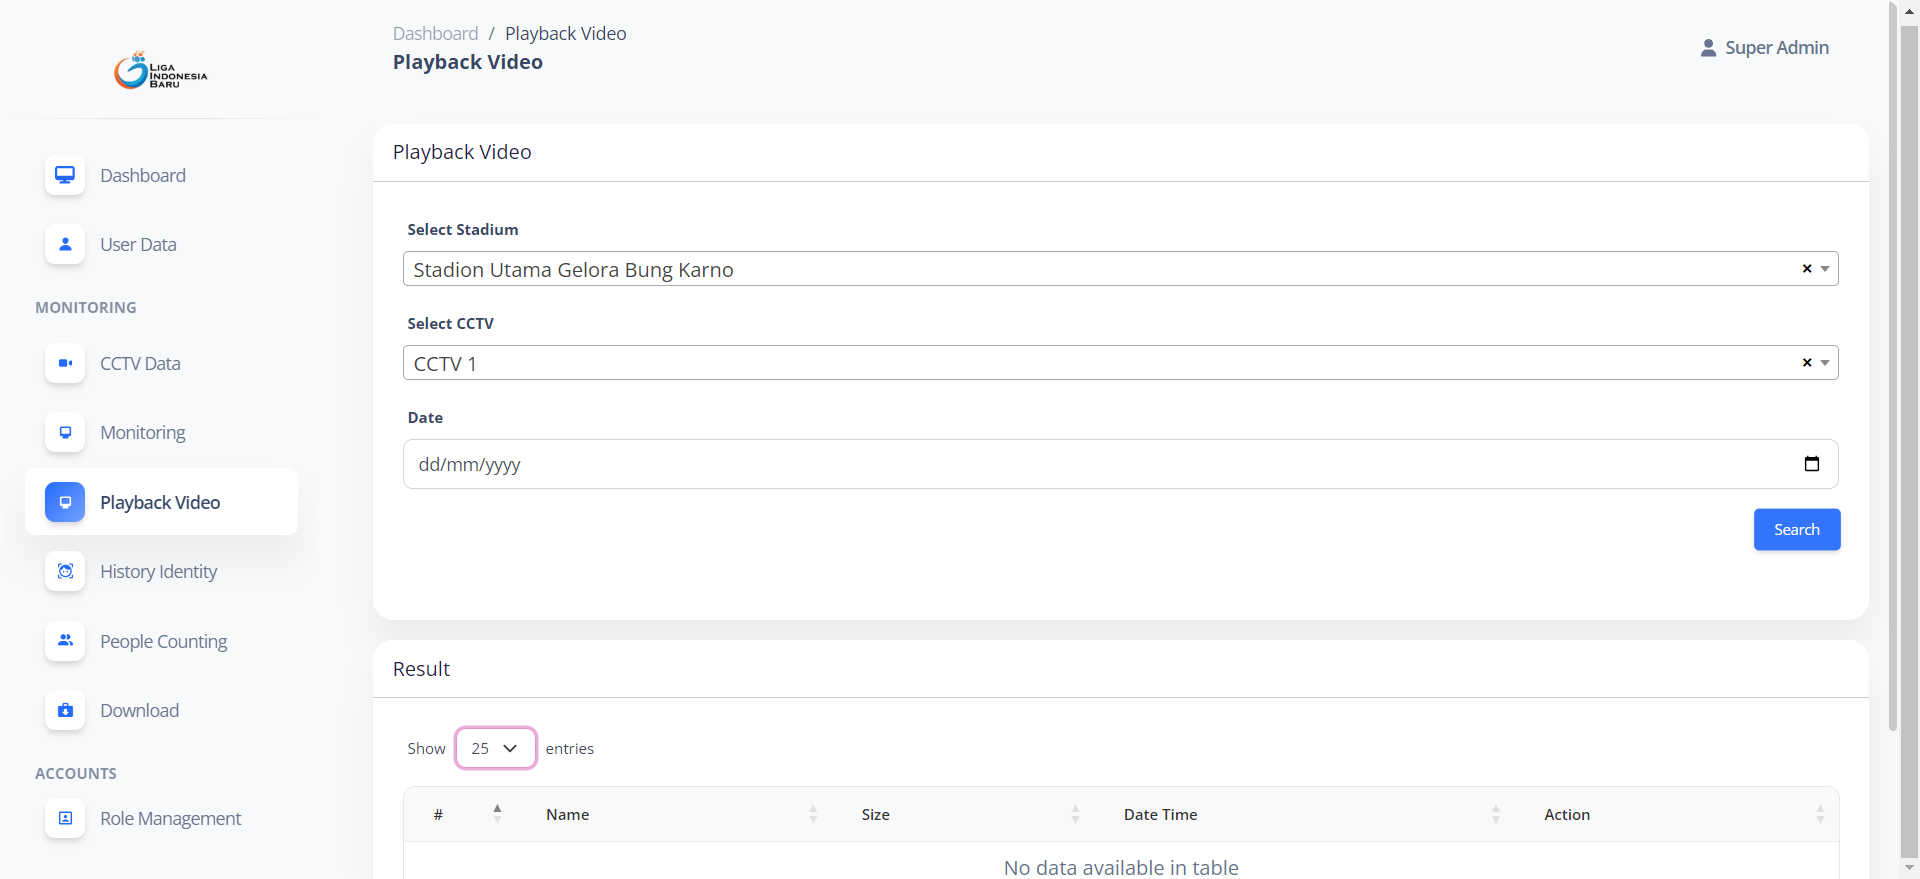 LIGA
INDONESIA
BARU
Dashboard / Playback Video
Playback Video
Super Admin
Dashboard
User Data
MONITORING
CCTV Data
Monitoring
Playback Video
History Identity
People Counting
Download
ACCOUNTS
Role Management
Playback Video
Select Stadium
Stadion Utama Gelora Bung Karno
Select CCTV
CCTV 1
Date
dd/mm/yyyy
Search
Result
Show 25 entries
# Name Size Date Time Action
No data available in table